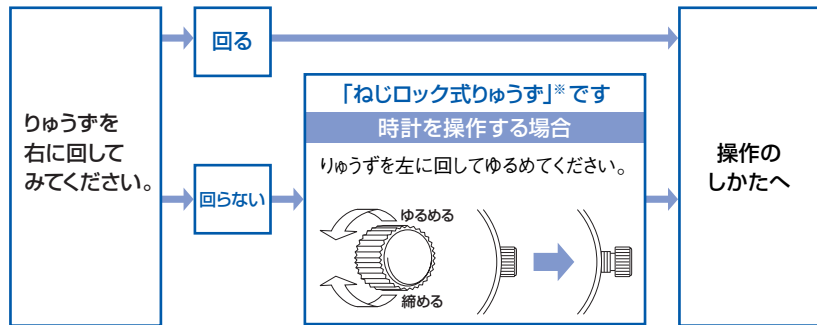 りゅうずを
右に回して
みてください。
回る
回らない
「ねじロック式りゅうず」※です
時計を操作する場合
りゅうずを左に回してゆるめてください。
ゆるめる
締める
操作の
しかたへ